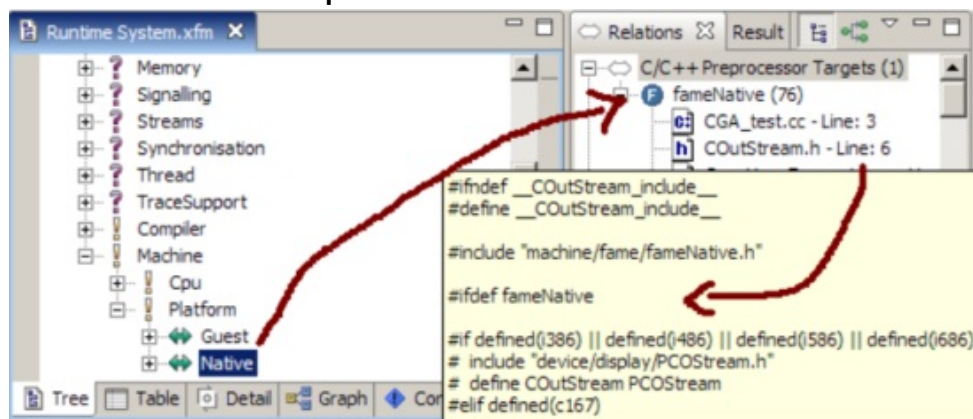 Runtime System.xfm
Memory
Signalling
Streams
Synchronisation
Thread
TraceSupport
Compiler
Machine
Cpu
Platform
Guest
Native
Tree Table Detail Graph
Relations Result
C/C++ Preprocessor Targets (1)
F fameNative (76)
CGA_test.cc - Line: 3
h COutStream.h - Line: 6
#ifndef __COutStream_include__
#define __COutStream_include__
#include "machine/fame/fameNative.h"
#ifdef fameNative
#if defined(i386) || defined(i486) || defined(i586) || defined(i686)
# include "device/display/PCOStream.h"
# define COutStream PCOStream
#elif defined(c167)